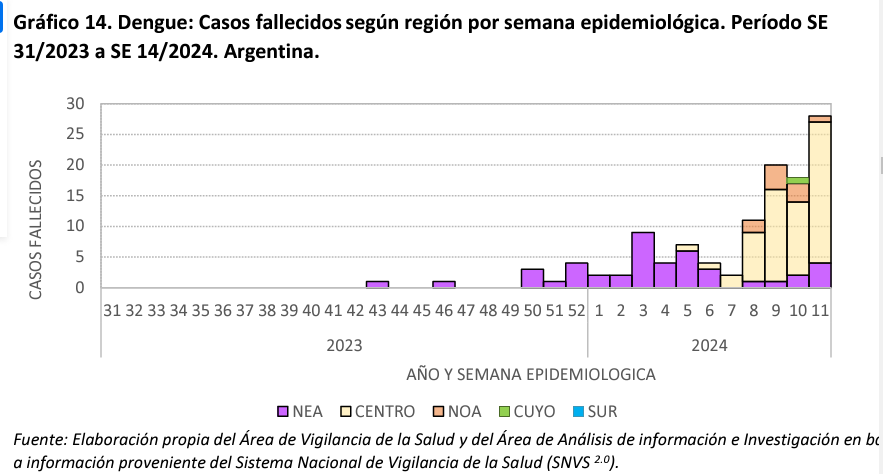 Gráfico 14. Dengue: Casos fallecidos según región por semana epidemiológica. Período SE
31/2023 a SE 14/2024. Argentina.
30
25
20
15
10
5
0
CASOS FALLECIDOS
31 32 33 34 35 36 37 38 39 40 41 42 43 44 45 46 47 48 49 50 51 52 1 2 3 4 5 6 7 8 9 10 11
2023 2024
AÑO Y SEMANA EPIDEMIOLOGICA
NEA CENTRO NOA CUYO SUR
Fuente: Elaboración propia del Área de Vigilancia de la Salud y del Área de Análisis de información e Investigación en
a información proveniente del Sistema Nacional de Vigilancia de la Salud (SNVS 2.0).